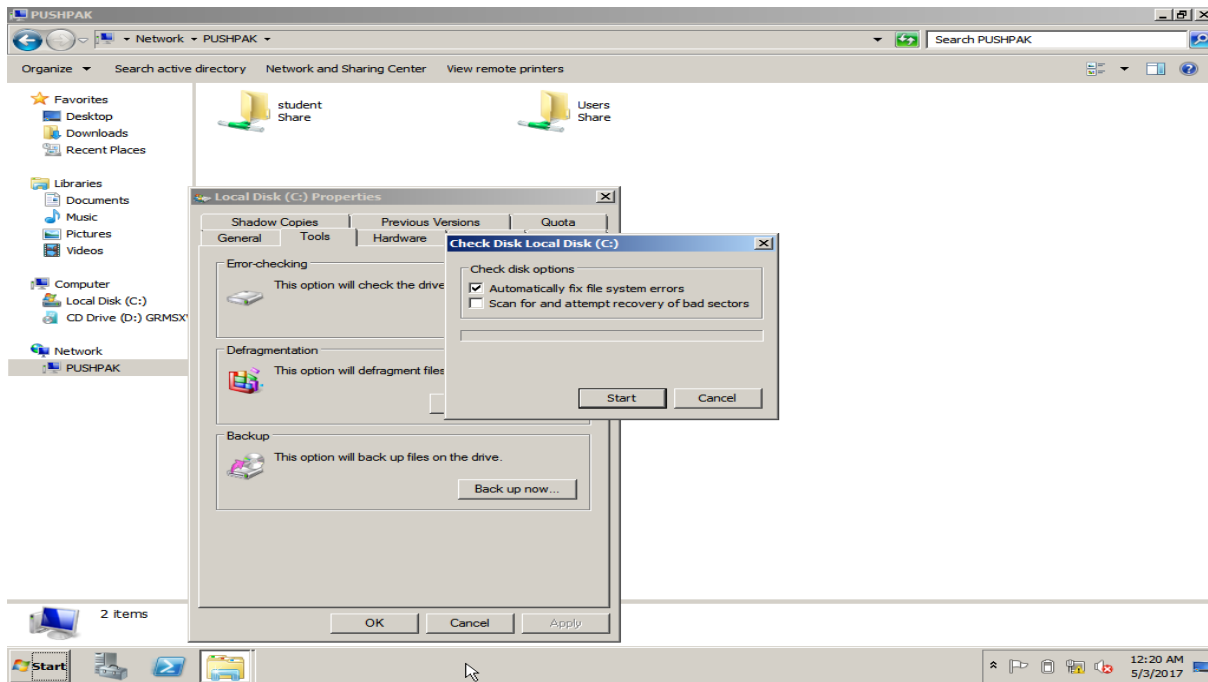 PUSHPAK
Network PUSHPAK
Search PUSHPAK
Organize Search active directory Network and Sharing Center View remote printers
Favorites
Desktop
Downloads
Recent Places
Libraries
Documents
Music
Pictures
Videos
Computer
Local Disk (C:)
CD Drive (D:) GRMSX
Network
PUSHPAK
student
Share
Users
Share
Local Disk (C:) Properties
Shadow Copies Previous Versions Quota
General Tools Hardware
Error-checking
This option will check the drive
Defragmentation
This option will defragment files
Backup
This option will back up files on the drive.
Back up now...
OK Cancel Apply
Check Disk Local Disk (C:)
Check disk options
Automatically fix file system errors
Scan for and attempt recovery of bad sectors
Start Cancel
2 items
Start
12:20 AM
5/3/2017